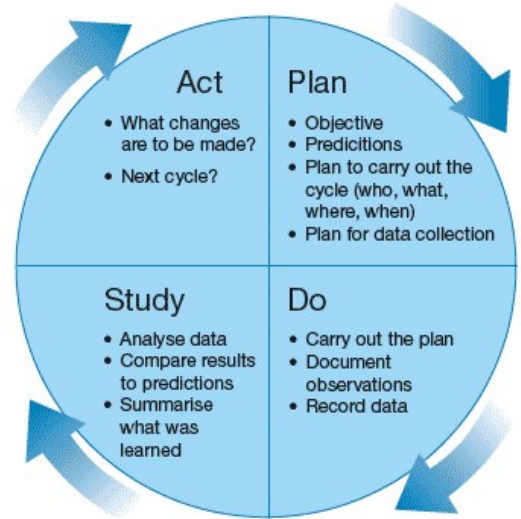 Act
• What changes
are to be made?
• Next cycle?
Plan
• Objective
• Predicitions
• Plan to carry out the
cycle (who, what,
where, when)
• Plan for data collection
Study
• Analyse data
• Compare results
to predictions
• Summarise
what was
learned
Do
• Carry out the plan
• Document
observations
• Record data